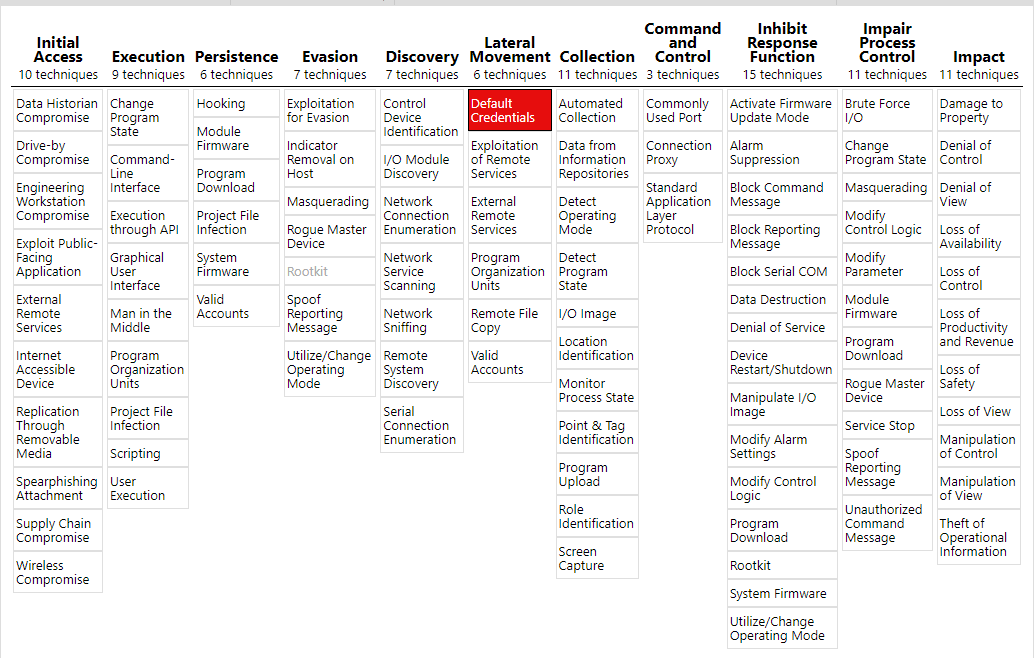 Initial
Access
10 techniques
Data Historian
Compromise
Drive-by
Compromise
Engineering
Workstation
Compromise
Exploit Public-
Facing
Application
External
Remote
Services
Internet
Accessible
Device
Replication
Through
Removable
Media
Spearphishing
Attachment
Supply Chain
Compromise
Wireless
Compromise
Execution
9 techniques
Change
Program
State
Command-
Line
Interface
Execution
through API
Graphical
User
Interface
Man in the
Middle
Program
Organization
Units
Project File
Infection
Scripting
User
Execution
Persistence
6 techniques
Hooking
Module
Firmware
Program
Download
Project File
Infection
System
Firmware
Valid
Accounts
Evasion
7 techniques
Exploitation
for Evasion
Indicator
Removal on
Host
Masquerading
Rogue Master
Device
Rootkit
Spoof
Reporting
Message
Utilize/Change
Operating
Mode
Discovery
7 techniques
Control
Device
Identification
I/O Module
Discovery
Network
Connection
Enumeration
Network
Service
Scanning
Network
Sniffing
Remote
System
Discovery
Serial
Connection
Enumeration
Lateral
Movement
6 techniques
Default
Credentials
Exploitation
of Remote
Services
External
Remote
Services
Program
Organization
Units
Remote File
Copy
Valid
Accounts
Collection
11 techniques
Automated
Collection
Data from
Information
Repositories
Detect
Operating
Mode
Detect
Program
State
I/O Image
Location
Identification
Monitor
Process State
Point & Tag
Identification
Program
Upload
Role
Identification
Screen
Capture
Command
and
Control
3 techniques
Commonly
Used Port
Connection
Proxy
Standard
Application
Layer
Protocol
Inhibit
Response
Function
15 techniques
Activate Firmware
Update Mode
Alarm
Suppression
Block Command
Message
Block Reporting
Message
Block Serial COM
Data Destruction
Denial of Service
Device
Restart/Shutdown
Manipulate I/O
Image
Modify Alarm
Settings
Modify Control
Logic
Program
Download
Rootkit
System Firmware
Utilize/Change
Operating Mode
Impair
Process
Control
11 techniques
Brute Force
I/O
Change
Program State
Masquerading
Modify
Control Logic
Modify
Parameter
Module
Firmware
Program
Download
Rogue Master
Device
Service Stop
Spoof
Reporting
Message
Unauthorized
Command
Message
Impact
11 techniques
Damage to
Property
Denial of
Control
Denial of
View
Loss of
Availability
Loss of
Control
Loss of
Productivity
and Revenue
Loss of
Safety
Loss of View
Manipulation
of Control
Manipulation
of View
Theft of
Operational
Information